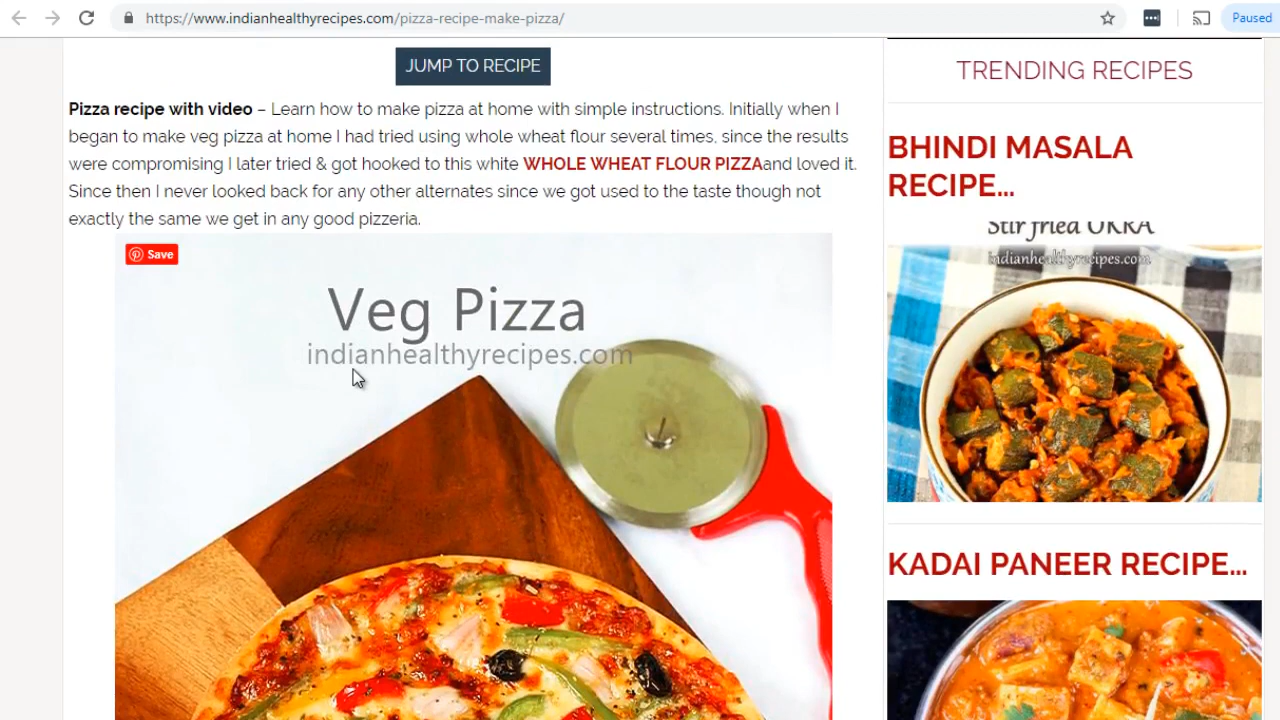 https://www.indianhealthyrecipes.com/pizza-recipe-make-pizza/
Paused
JUMP TO RECIPE
Pizza recipe with video – Learn how to make pizza at home with simple instructions. Initially when I
began to make veg pizza at home I had tried using whole wheat flour several times, since the results
were compromising I later tried & got hooked to this white WHOLE WHEAT FLOUR PIZZAand loved it.
Since then I never looked back for any other alternates since we got used to the taste though not
exactly the same we get in any good pizzeria.
Save
Veg Pizza
indianhealthyrecipes.com
TRENDING RECIPES
BHINDI MASALA
RECIPE...
Stir fried OKRA
indianhealthyrecipes.com
KADAI PANEER RECIPE...